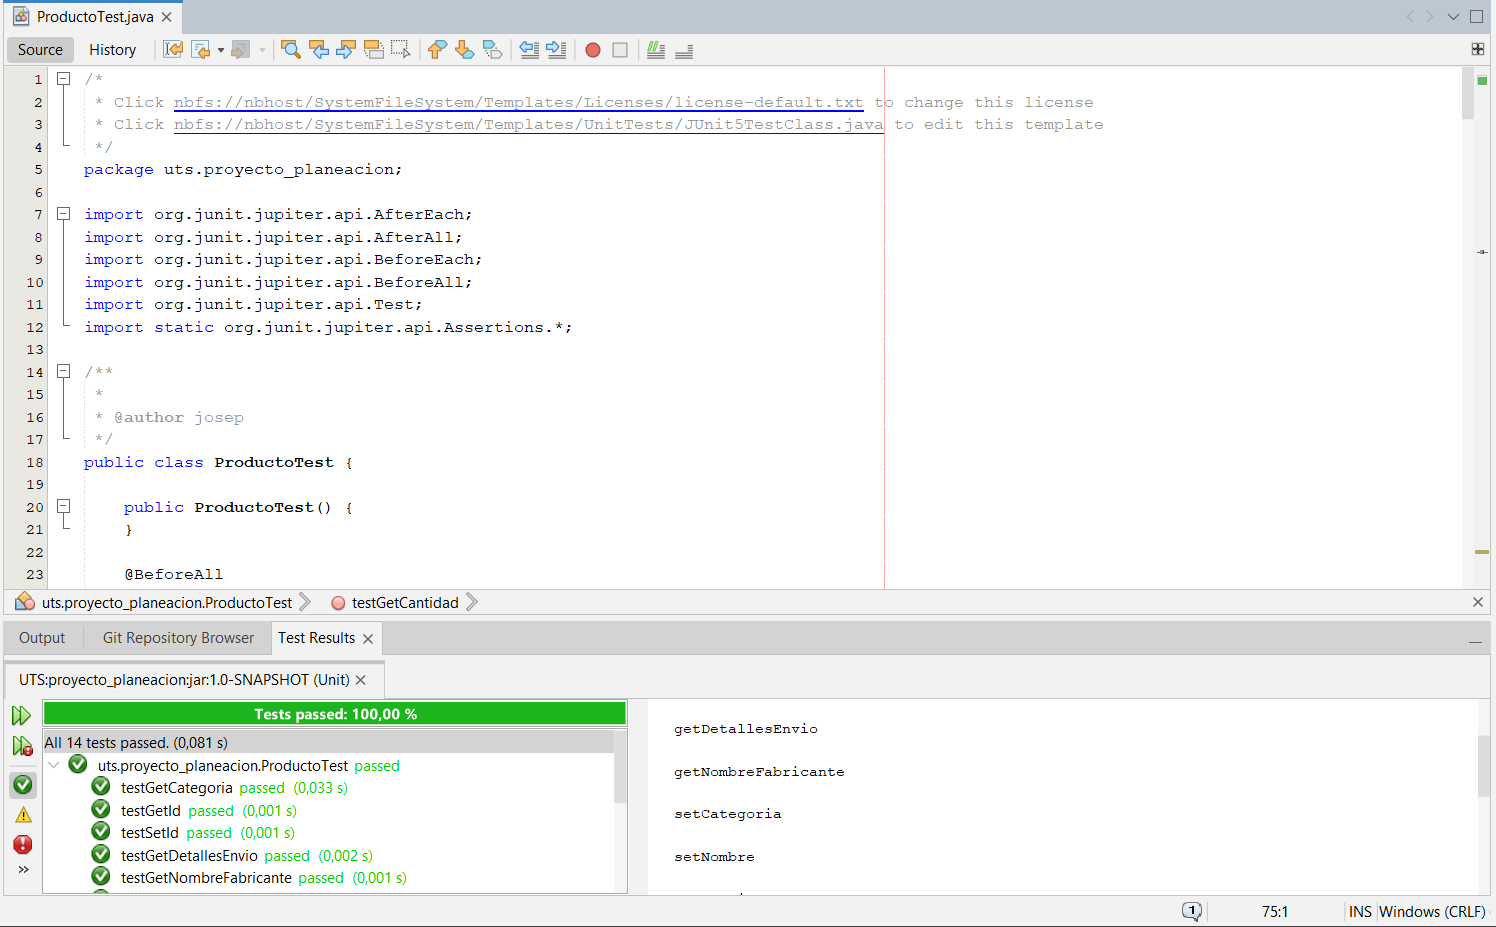 ProductoTest.java
Source History
1 /*
2 * Click nbfs://nbhost/SystemFileSystem/Templates/Licenses/license-default.txt to change this license
3 * Click nbfs://nbhost/SystemFileSystem/Templates/UnitTests/JUnit5TestClass.java to edit this template
4 */
5 package uts.proyecto_planeacion;
6
7 import org.junit.jupiter.api.AfterEach;
8 import org.junit.jupiter.api.AfterAll;
9 import org.junit.jupiter.api.BeforeEach;
10 import org.junit.jupiter.api.BeforeAll;
11 import org.junit.jupiter.api.Test;
12 import static org.junit.jupiter.api.Assertions.*;
13
14 /**
15 *
16 * @author josep
17 */
18 public class ProductoTest {
19
20 public ProductoTest() {
21 }
22
23 @BeforeAll
uts.proyecto_planeacion.ProductoTest testGetCantidad
Output Git Repository Browser Test Results
UTS:proyecto_planeacion:jar:1.0-SNAPSHOT (Unit)
Tests passed: 100,00 %
All 14 tests passed. (0,081 s)
uts.proyecto_planeacion.ProductoTest passed
testGetCategoria passed (0,033 s)
testGetId passed (0,001 s)
testSetId passed (0,001 s)
testGetDetallesEnvio passed (0,002 s)
testGetNombreFabricante passed (0,001 s)
getDetallesEnvio
getNombreFabricante
setCategoria
setNombre
1 75:1 INS Windows (CRLF)